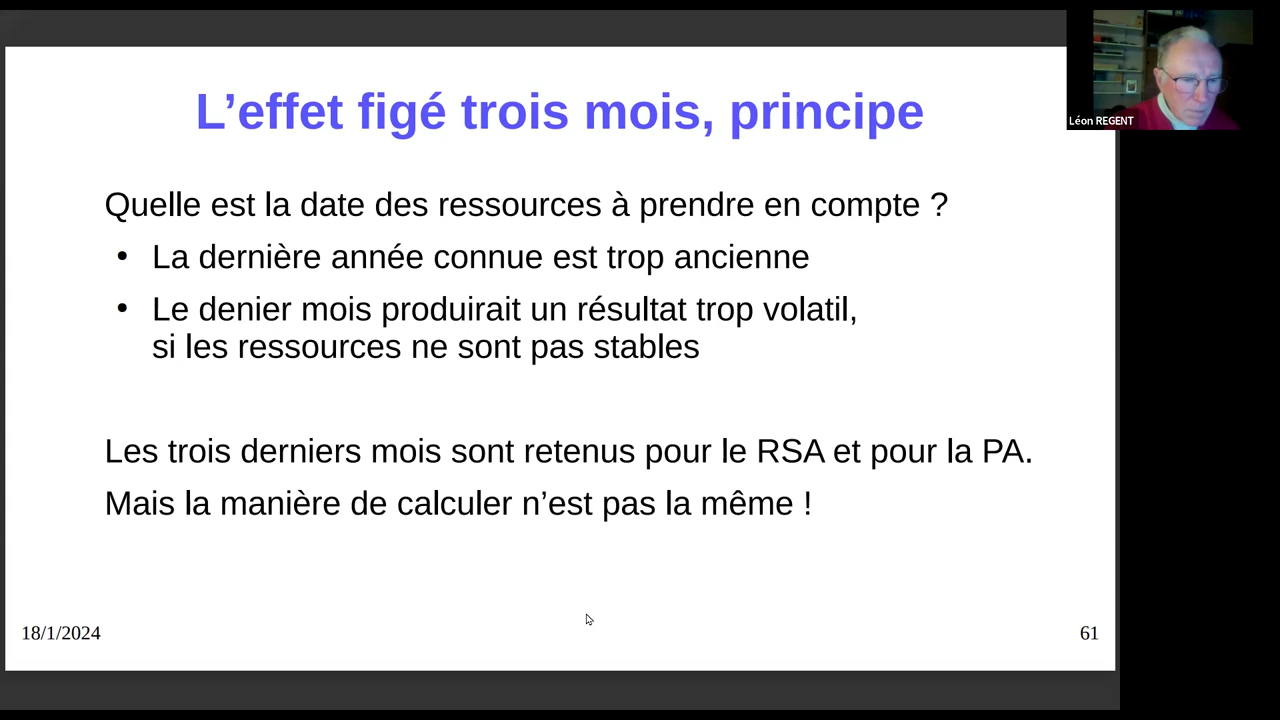 L’effet figé trois mois, principe
Léon REGENT
Quelle est la date des ressources à prendre en compte ?
• La dernière année connue est trop ancienne
• Le denier mois produirait un résultat trop volatil,
si les ressources ne sont pas stables
Les trois derniers mois sont retenus pour le RSA et pour la PA.
Mais la manière de calculer n’est pas la même !
18/1/2024
61